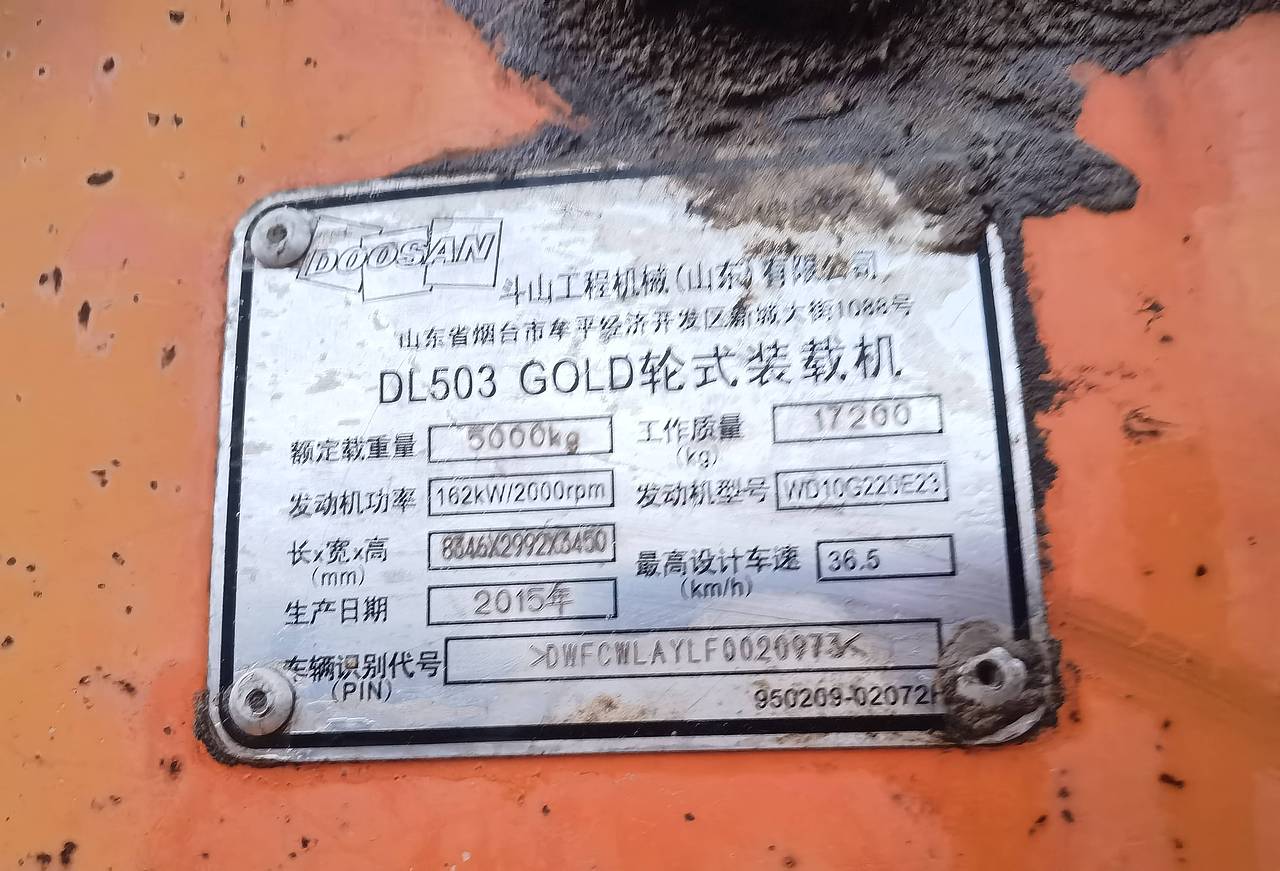 DOOSAN
斗山工程机械(山东)有限公司
山东省烟台市牟平经济开发区新城大街1088号
DL503 GOLD轮式装载机
额定载重量 5000kg 工作质量(kg) 17200
发动机功率 162kW/2000rpm 发动机型号 WD10G220E23
长x宽x高(mm) 8346X2992X3450 最高设计车速(km/h) 36.5
生产日期 2015年
车辆识别代号(PIN) >DWFCWLAYLF0020973<
950209-02072